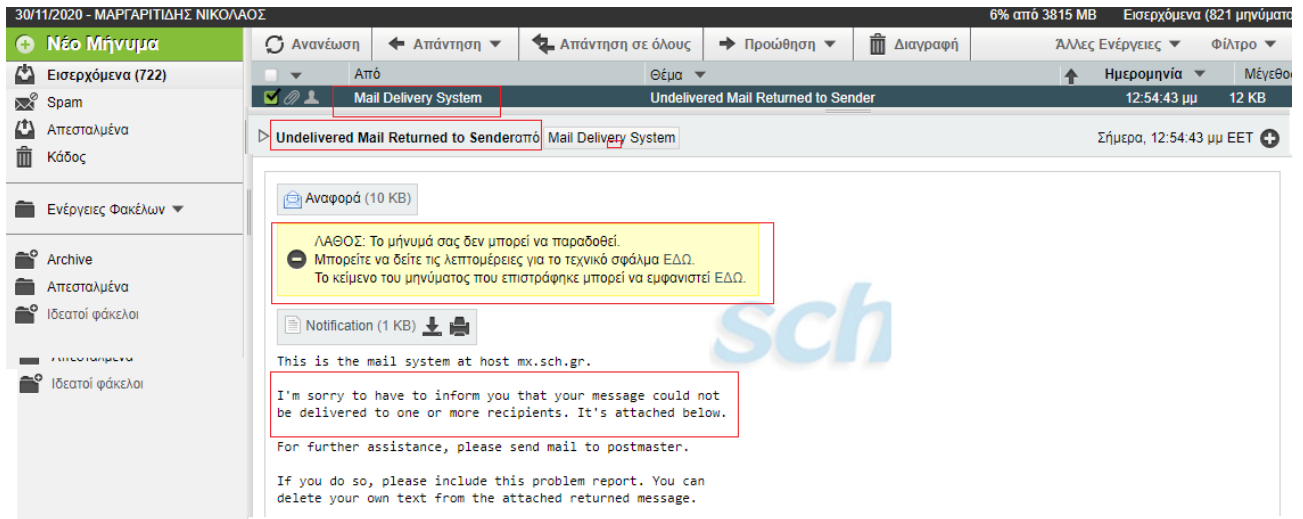 30/11/2020 - ΜΑΡΓΑΡΙΤΙΔΗΣ ΝΙΚΟΛΑΟΣ 6% από 3815 MB Εισερχόμενα (821 μηνύματα
Νέο Μήνυμα Ανανέωση Απάντηση Απάντηση σε όλους Προώθηση Διαγραφή Άλλες Ενέργειες Φίλτρο
Εισερχόμενα (722)
Από Θέμα Ημερομηνία Μέγεθο
Spam
Mail Delivery System Undelivered Mail Returned to Sender 12:54:43 μμ 12 KB
Απεσταλμένα
Undelivered Mail Returned to Senderαπό Mail Delivery System Σήμερα, 12:54:43 μμ EET
Κάδος
Ενέργειες Φακέλων
Archive
Απεσταλμένα
Ιδεατοί φάκελοι
Ιδεατοί φάκελοι
Αναφορά (10 KB)
ΛΑΘΟΣ: Το μήνυμά σας δεν μπορεί να παραδοθεί.
Μπορείτε να δείτε τις λεπτομέρειες για το τεχνικό σφάλμα ΕΔΩ.
Το κείμενο του μηνύματος που επιστράφηκε μπορεί να εμφανιστεί ΕΔΩ.
sch
Notification (1 KB)
This is the mail system at host mx.sch.gr.
I'm sorry to have to inform you that your message could not
be delivered to one or more recipients. It's attached below.
For further assistance, please send mail to postmaster.
If you do so, please include this problem report. You can
delete your own text from the attached returned message.